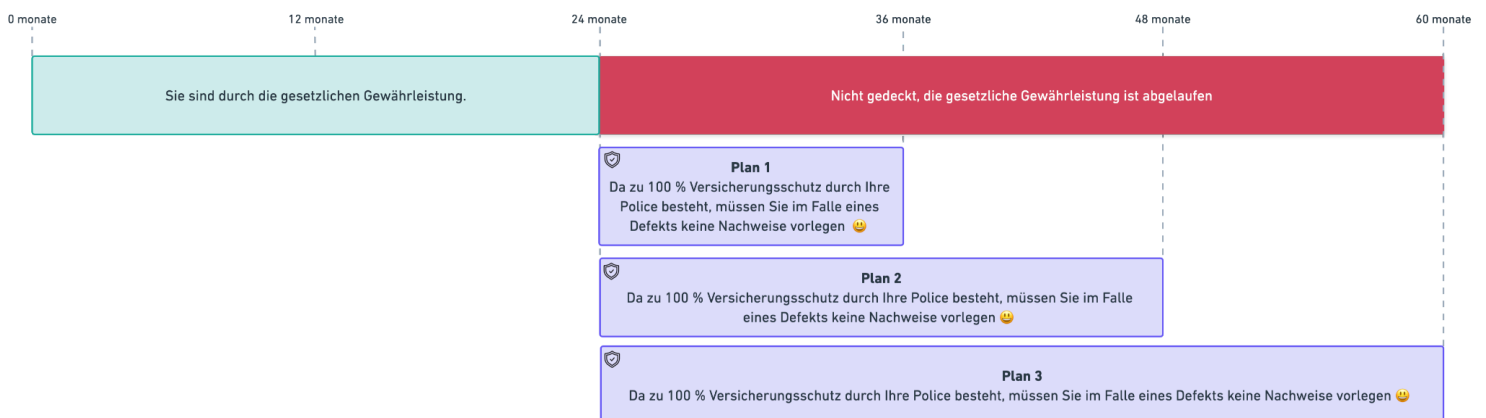 0 monate
12 monate
24 monate
36 monate
48 monate
60 monate
Sie sind durch die gesetzlichen Gewährleistung.
Nicht gedeckt, die gesetzliche Gewährleistung ist abgelaufen
Plan 1
Da zu 100 % Versicherungsschutz durch Ihre
Police besteht, müssen Sie im Falle eines
Defekts keine Nachweise vorlegen 😃
Plan 2
Da zu 100 % Versicherungsschutz durch Ihre Police besteht, müssen Sie im Falle
eines Defekts keine Nachweise vorlegen 😃
Plan 3
Da zu 100 % Versicherungsschutz durch Ihre Police besteht, müssen Sie im Falle eines Defekts keine Nachweise vorlegen 😃